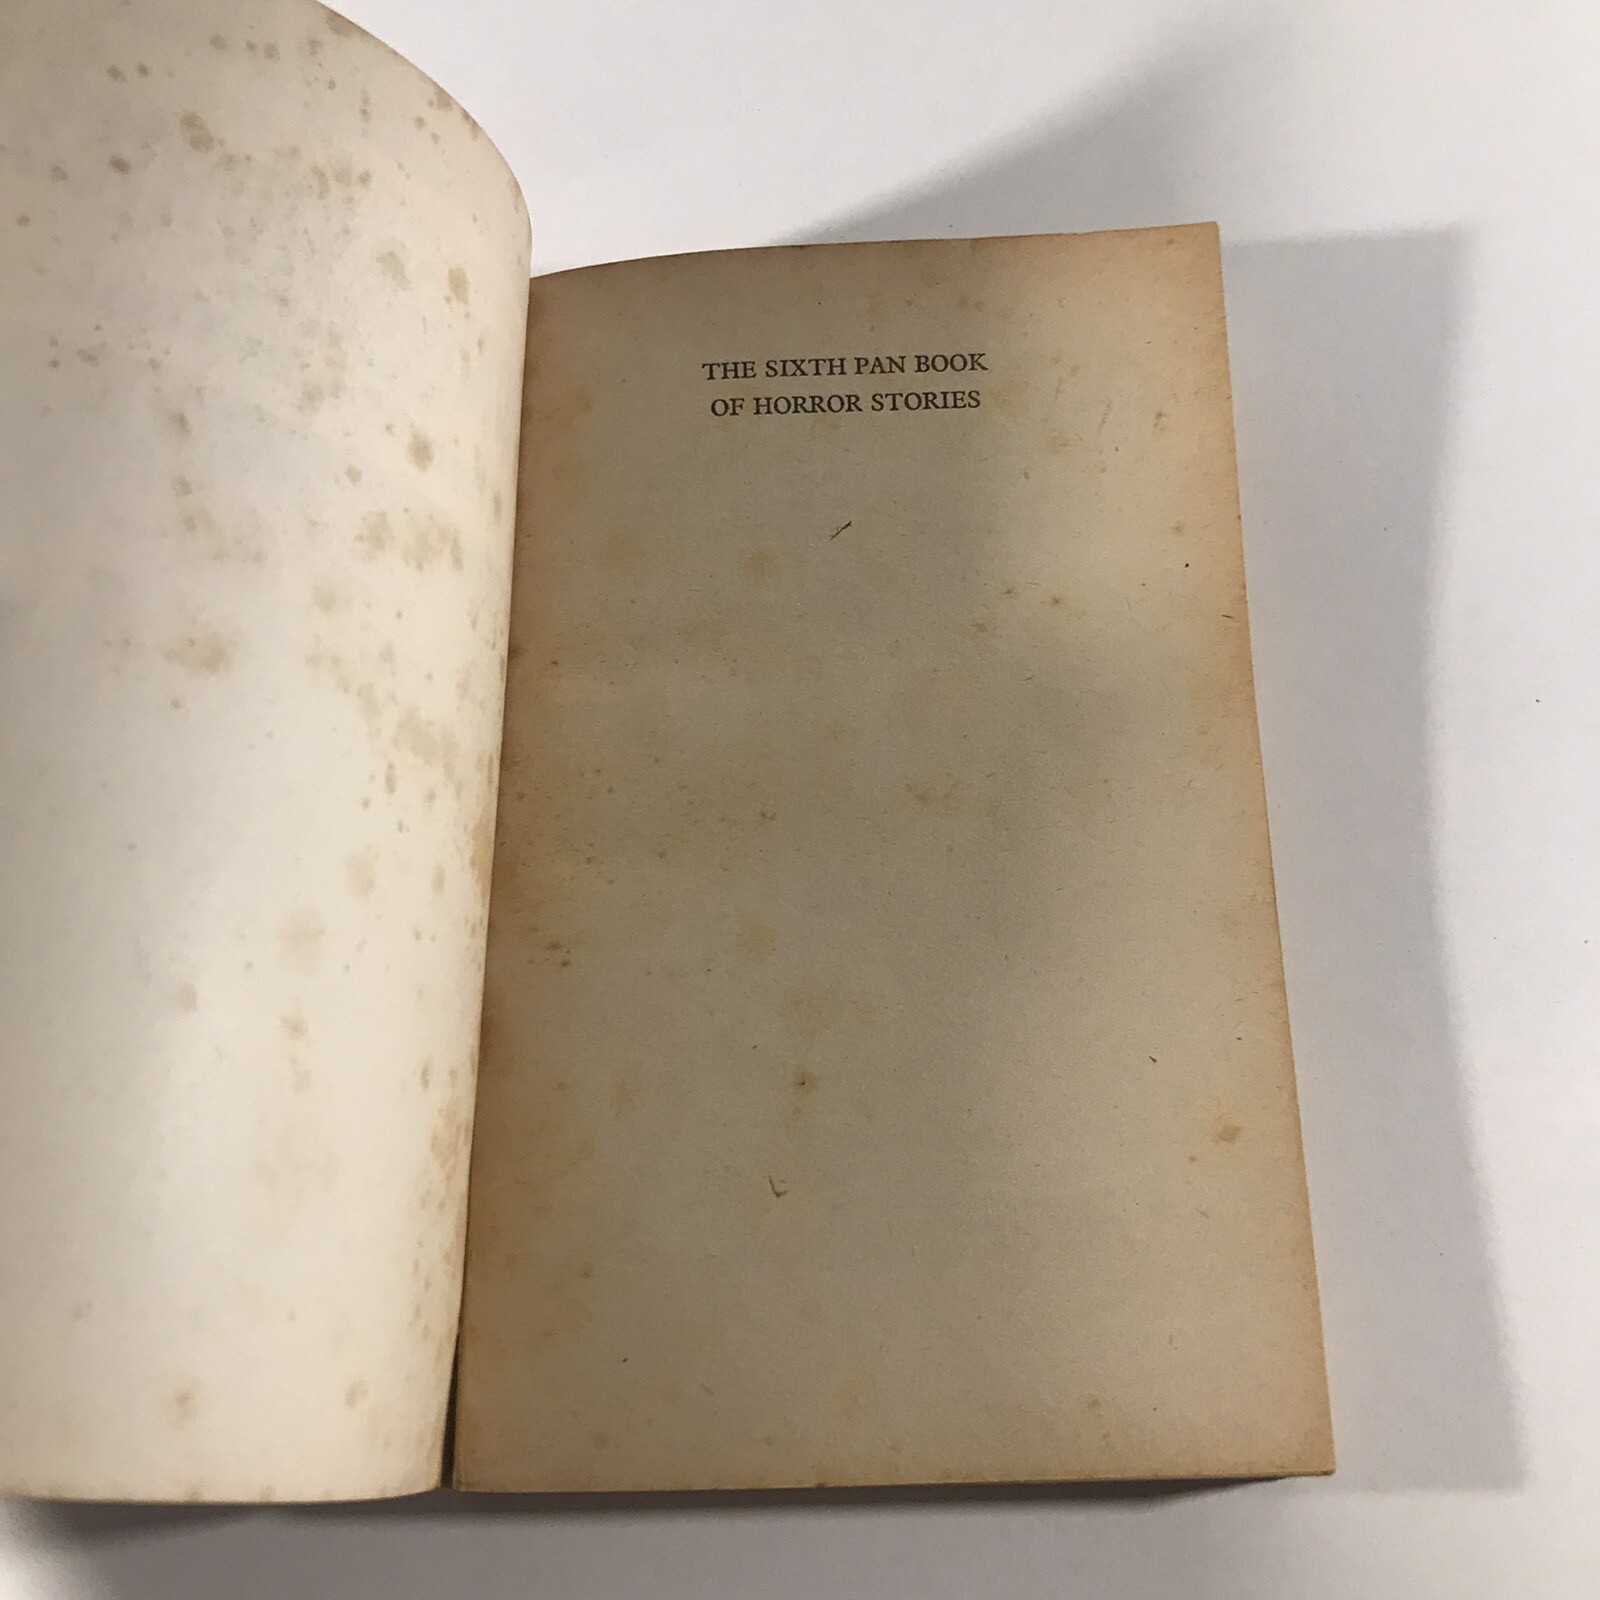 THE SIXTH PAN BOOK
OF HORROR STORIES